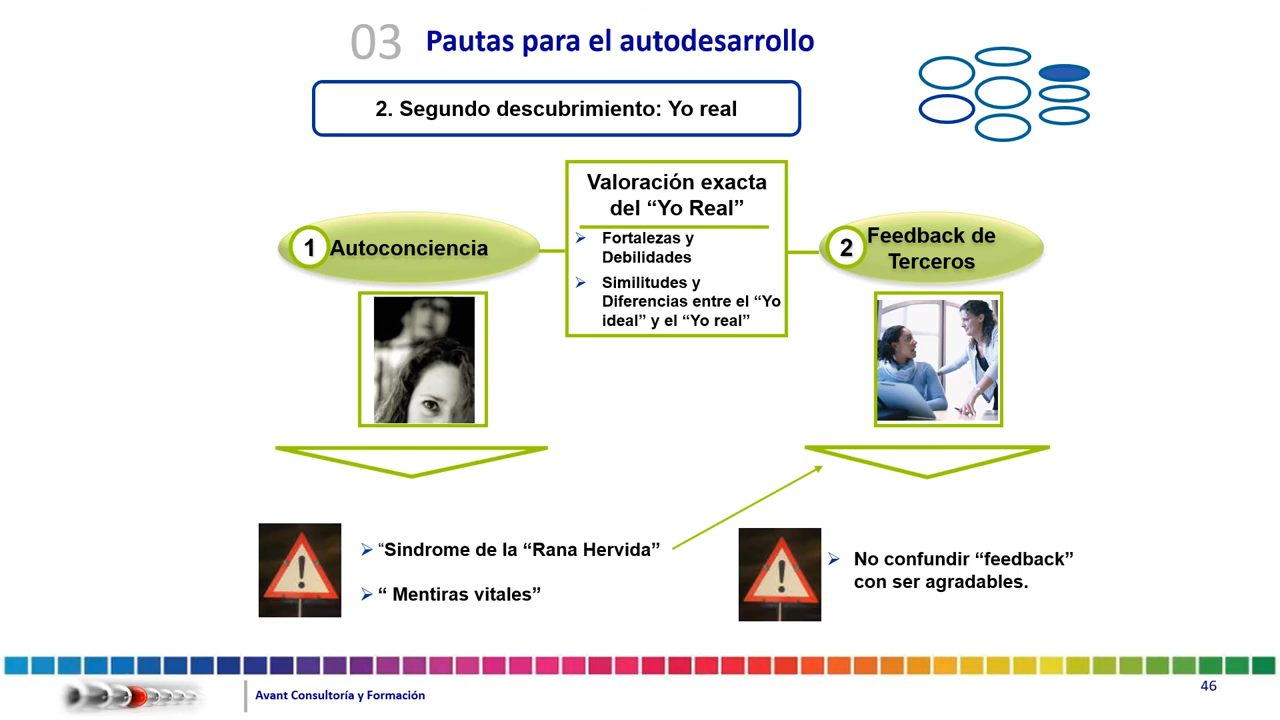 03 Pautas para el autodesarrollo
2. Segundo descubrimiento: Yo real
Valoración exacta
del “Yo Real”
Fortalezas y
Debilidades
Similitudes y
Diferencias entre el “Yo
ideal” y el “Yo real”
1 Autoconciencia
2 Feedback de
Terceros
“Sindrome de la “Rana Hervida”
“ Mentiras vitales”
No confundir “feedback”
con ser agradables.
Avant Consultoría y Formación
46